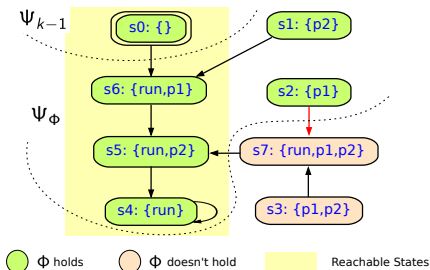 Ψk−1
s0: {}
s1: {p2}
s6: {run,p1}
s2: {p1}
ΨΦ
s5: {run,p2}
s7: {run,p1,p2}
s4: {run}
s3: {p1,p2}
Φ holds
Φ doesn't hold
Reachable States